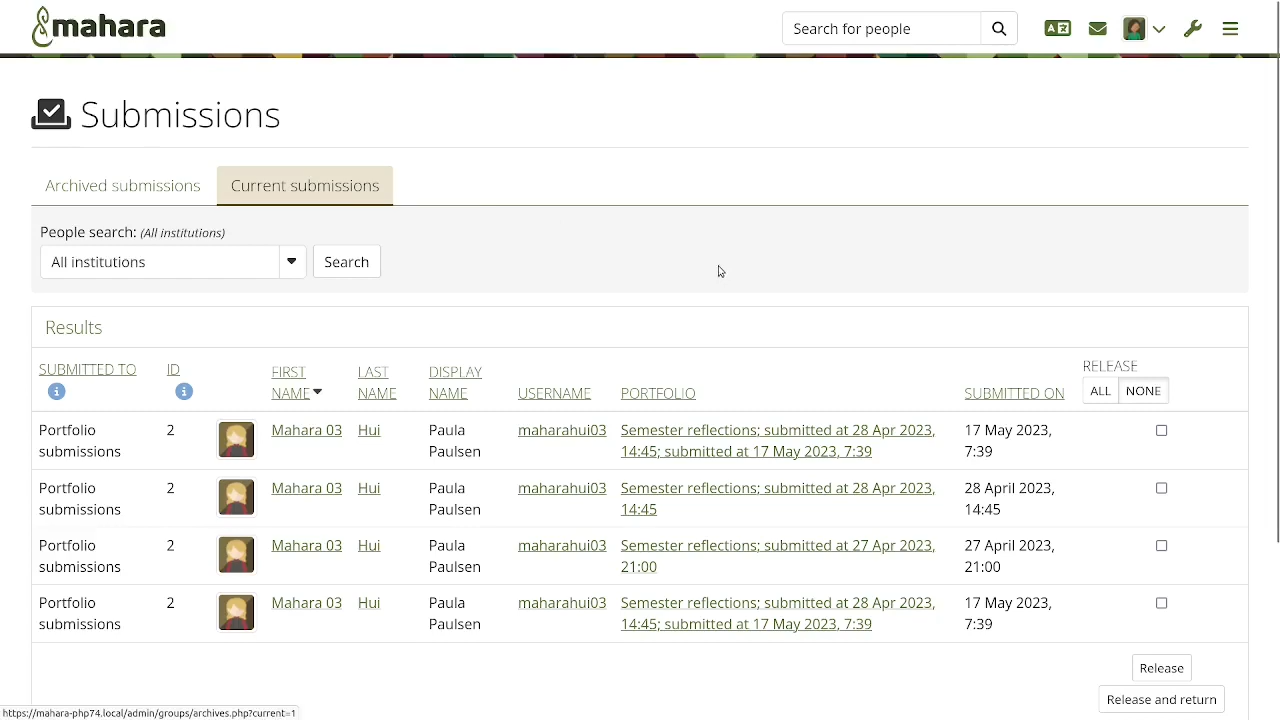 mahara
Search for people
Submissions
Archived submissions
Current submissions
People search: (All institutions)
All institutions
Search
Results
SUBMITTED TO
ID
FIRST NAME
LAST NAME
DISPLAY NAME
USERNAME
PORTFOLIO
SUBMITTED ON
RELEASE
ALL NONE
Portfolio submissions 2 Mahara 03 Hui Paula Paulsen maharahui03 Semester reflections; submitted at 28 Apr 2023, 14:45; submitted at 17 May 2023, 7:39 17 May 2023, 7:39
Portfolio submissions 2 Mahara 03 Hui Paula Paulsen maharahui03 Semester reflections; submitted at 28 Apr 2023, 14:45 28 April 2023, 14:45
Portfolio submissions 2 Mahara 03 Hui Paula Paulsen maharahui03 Semester reflections; submitted at 27 Apr 2023, 21:00 27 April 2023, 21:00
Portfolio submissions 2 Mahara 03 Hui Paula Paulsen maharahui03 Semester reflections; submitted at 28 Apr 2023, 14:45; submitted at 17 May 2023, 7:39 17 May 2023, 7:39
Release
Release and return
https://mahara-php74.local/admin/groups/archives.php?current=1